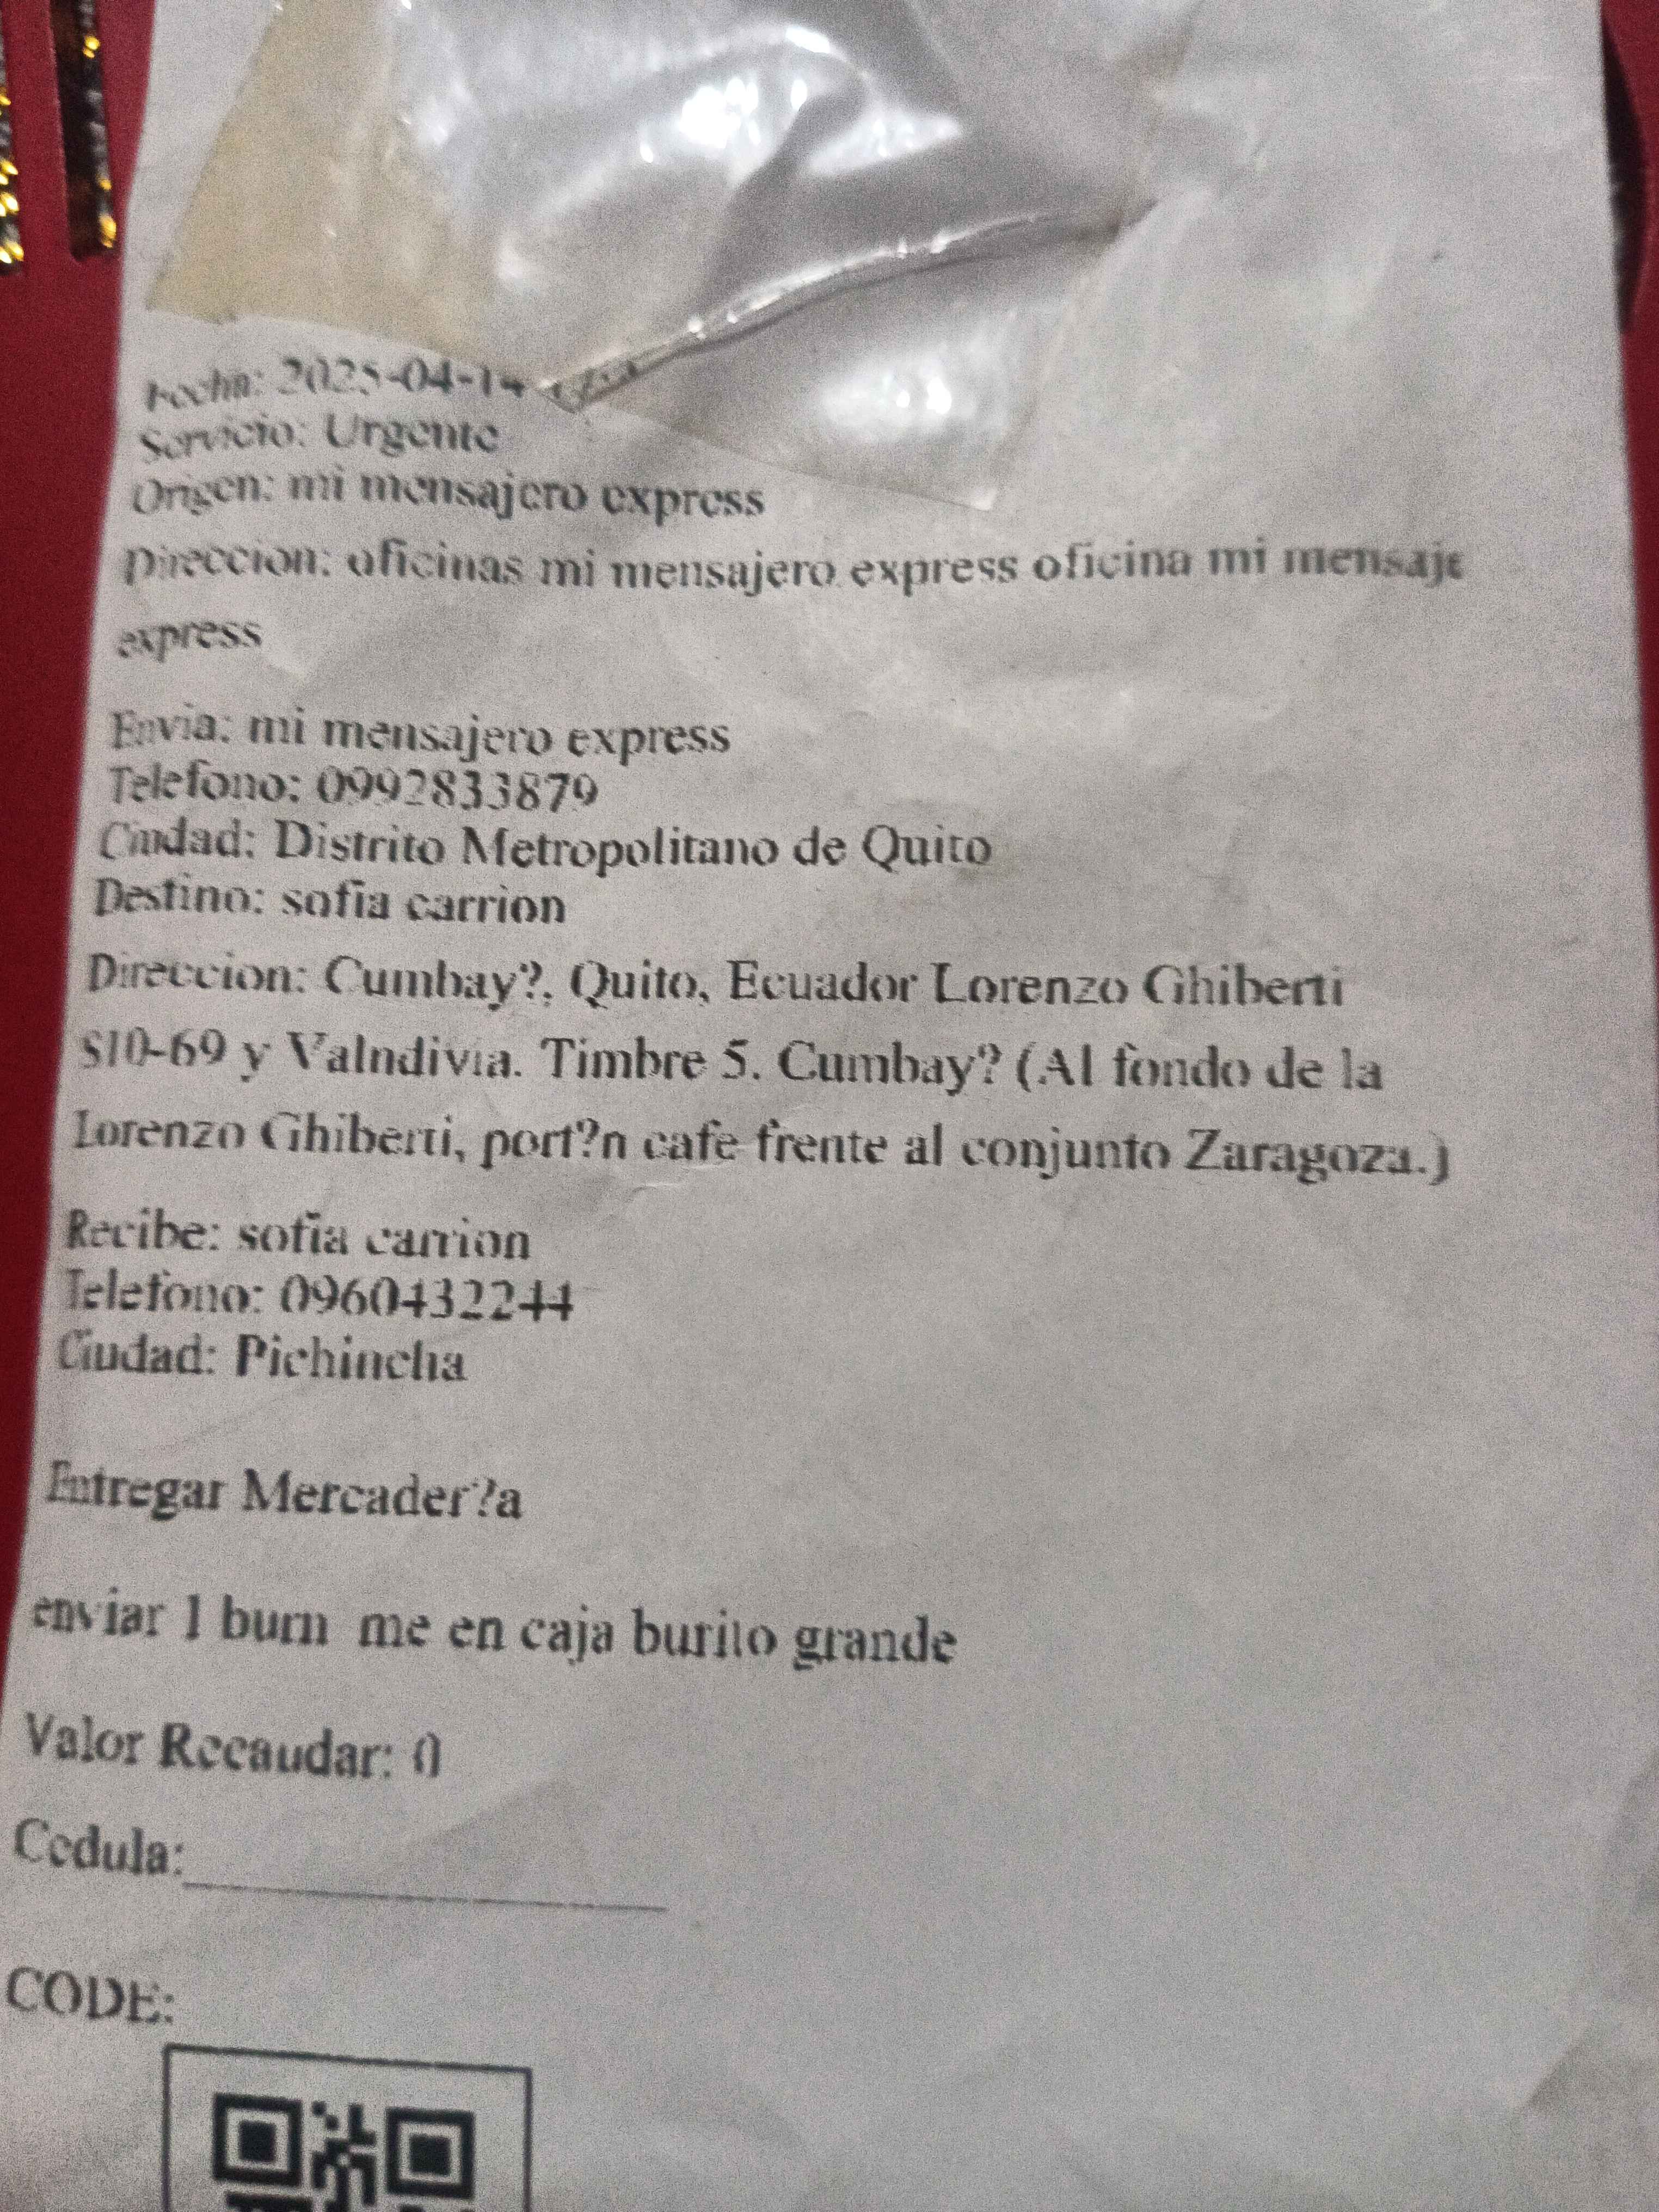 Fecha: 2025-04-14
Servicio: Urgente
Origen: mi mensajero express
Direccion: oficinas mi mensajero express oficina mi mensaje
express
Envia: mi mensajero express
Telefono: 0992833879
Ciudad: Distrito Metropolitano de Quito
Destino: sofia carrion
Direccion: Cumbay?, Quito, Ecuador Lorenzo Ghiberti
S10-69 y Valndivia. Timbre 5. Cumbay? (Al fondo de la
Lorenzo Ghiberti, port?n cafe frente al conjunto Zaragoza.)
Recibe: sofia carrion
Telefono: 0960432244
Ciudad: Pichincha
Entregar Mercader?a
enviar 1 burn me en caja burito grande
Valor Recaudar: 0
Cedula:
CODE: